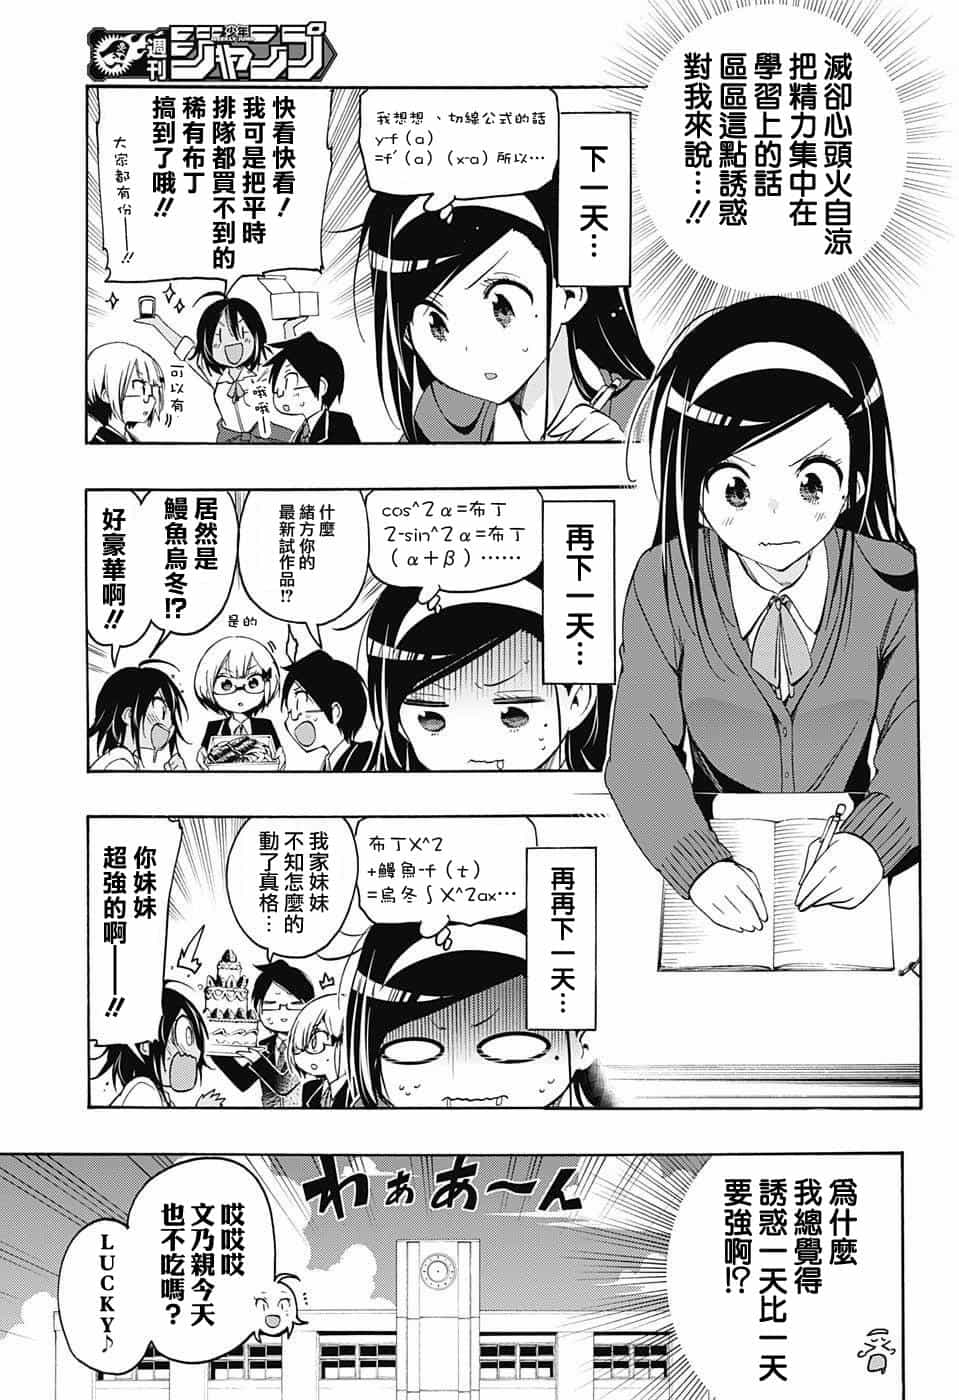 滅卻心頭火自涼
把精力集中在
學習上的話
區區這點誘惑
對我來說…!!
週刊
少年
ジャンプ
下一天…
我想想、切線公式的話
y-f（a）
=f'（a）（x-a）所以…
快看快看!
我可是把平時
排隊都買不到的
稀有布丁
搞到了哦!!
大家都有份——!!
哦哦
可以有
再下一天…
cos^2α=布丁
2-sin^2α=布丁
（α+β）……
什麼
緒方你的
最新試作品!?
是的
居然是
鰻魚烏冬!?
好豪華啊!!
再再下一天…
布丁X^2
+鰻魚-f（t）
=烏冬∫X^2ax…
我家妹妹
不知怎麼的
動了真格…
你妹妹
超強的啊——!!
為什麼
我總覺得
誘惑一天比一天
要強啊!?
わぁあ〜ん
哎哎哎
文乃親今天
也不吃嗎?
LUCKY♪